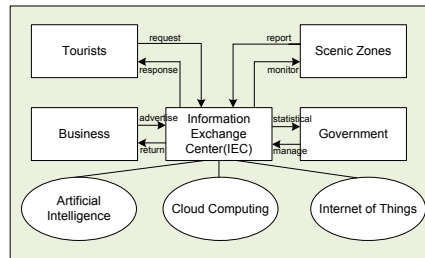 request
report
Tourists
Scenic Zones
response
monitor
advertise
Information
Exchange
Center(IEC)
statistical
Business
Government
return
manage
Artificial
Intelligence
Cloud Computing
Internet of Things